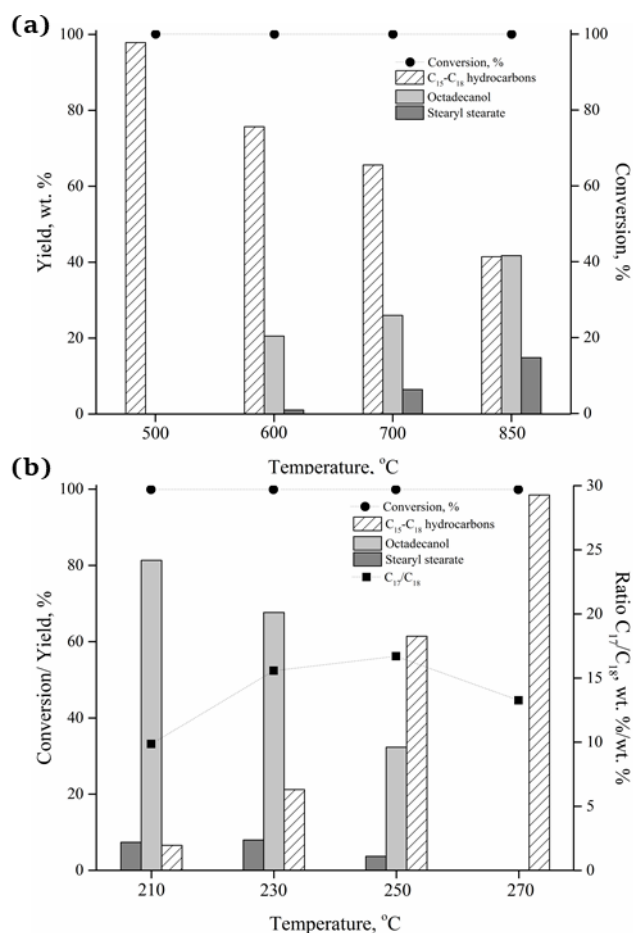 (a)
100
80
60
40
20
0
Yield, wt. %
Conversion, %
C₁₅-C₁₈ hydrocarbons
Octadecanol
Stearyl stearate
100
80
60
40
20
0
Conversion, %
500 600 700 850
Temperature, °C
(b)
100
80
60
40
20
0
Conversion/ Yield, %
Conversion, %
C₁₅-C₁₈ hydrocarbons
Octadecanol
Stearyl stearate
C₁₇/C₁₈
30
25
20
15
10
5
0
Ratio C₁₇/C₁₈, wt. %/wt. %
210 230 250 270
Temperature, °C